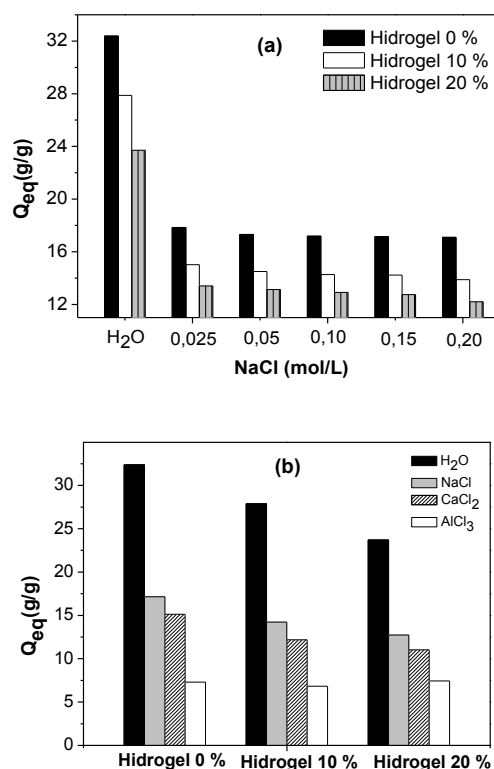 (a)
Hidrogel 0 %
Hidrogel 10 %
Hidrogel 20 %
32
28
24
20
16
12
Qeq(g/g)
H2O 0,025 0,05 0,10 0,15 0,20
NaCl (mol/L)
(b)
H2O
NaCl
CaCl2
AlCl3
30
25
20
15
10
5
0
Qeq(g/g)
Hidrogel 0 % Hidrogel 10 % Hidrogel 20 %